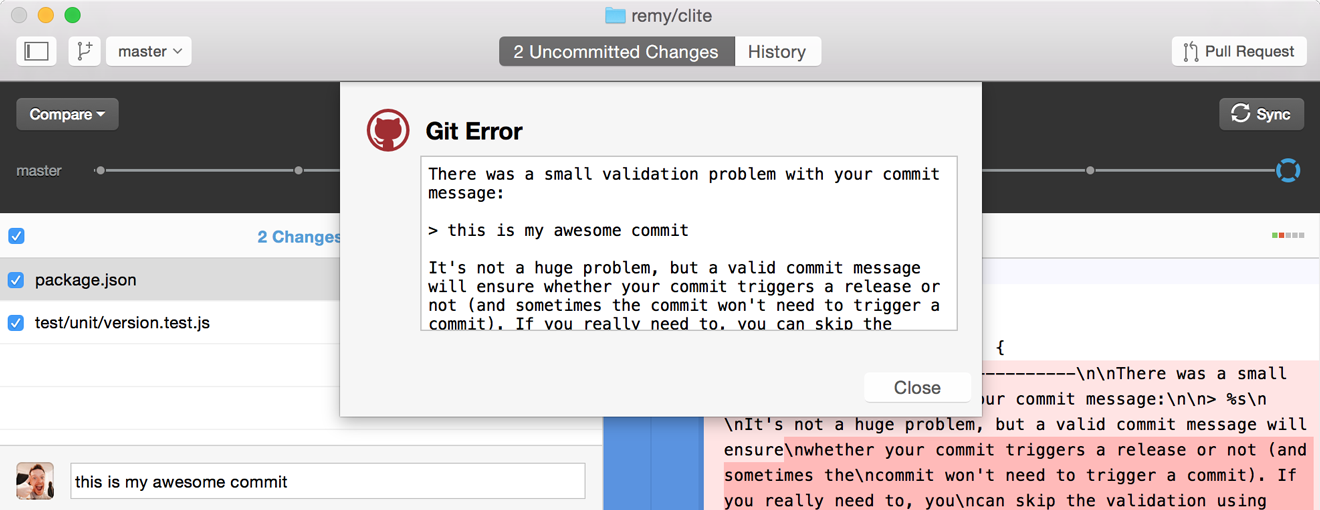 remy/clite
master
2 Uncommitted Changes
History
Pull Request
Compare
Sync
master
Git Error
There was a small validation problem with your commit
message:
> this is my awesome commit
It's not a huge problem, but a valid commit message
will ensure whether your commit triggers a release or
not (and sometimes the commit won't need to trigger a
commit). If you really need to, you can skip the
Close
2 Changes
package.json
test/unit/version.test.js
this is my awesome commit
{
-----------\n\nThere was a small
ur commit message:\n\n> %s\n
\nIt's not a huge problem, but a valid commit message will
ensure\nwhether your commit triggers a release or not (and
sometimes the\ncommit won't need to trigger a commit). If
you really need to, you\ncan skip the validation using